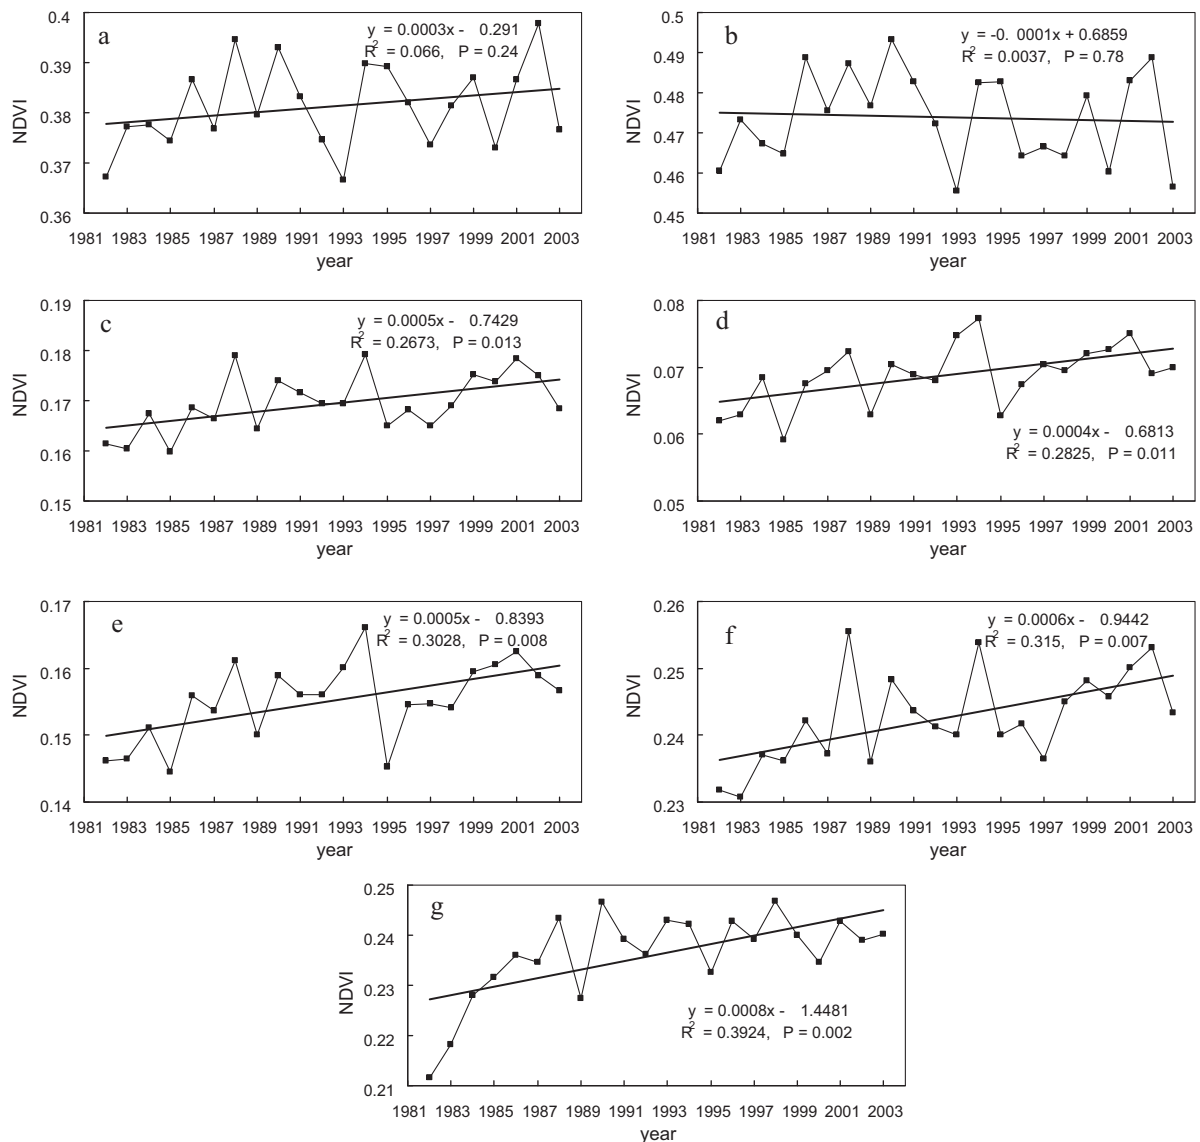 a
y = 0.0003x - 0.291
R2 = 0.066, P = 0.24
NDVI
0.4
0.39
0.38
0.37
0.36
1981 1983 1985 1987 1989 1991 1993 1995 1997 1999 2001 2003
year
b
y = -0. 0001x + 0.6859
R2 = 0.0037, P = 0.78
NDVI
0.5
0.49
0.48
0.47
0.46
0.45
1981 1983 1985 1987 1989 1991 1993 1995 1997 1999 2001 2003
year
c
y = 0.0005x - 0.7429
R2 = 0.2673, P = 0.013
NDVI
0.19
0.18
0.17
0.16
0.15
1981 1983 1985 1987 1989 1991 1993 1995 1997 1999 2001 2003
year
d
y = 0.0004x - 0.6813
R2 = 0.2825, P = 0.011
NDVI
0.08
0.07
0.06
0.05
1981 1983 1985 1987 1989 1991 1993 1995 1997 1999 2001 2003
year
e
y = 0.0005x - 0.8393
R2 = 0.3028, P = 0.008
NDVI
0.17
0.16
0.15
0.14
1981 1983 1985 1987 1989 1991 1993 1995 1997 1999 2001 2003
year
f
y = 0.0006x - 0.9442
R2 = 0.315, P = 0.007
NDVI
0.26
0.25
0.24
0.23
1981 1983 1985 1987 1989 1991 1993 1995 1997 1999 2001 2003
year
g
y = 0.0008x - 1.4481
R2 = 0.3924, P = 0.002
NDVI
0.25
0.24
0.23
0.22
0.21
1981 1983 1985 1987 1989 1991 1993 1995 1997 1999 2001 2003
year